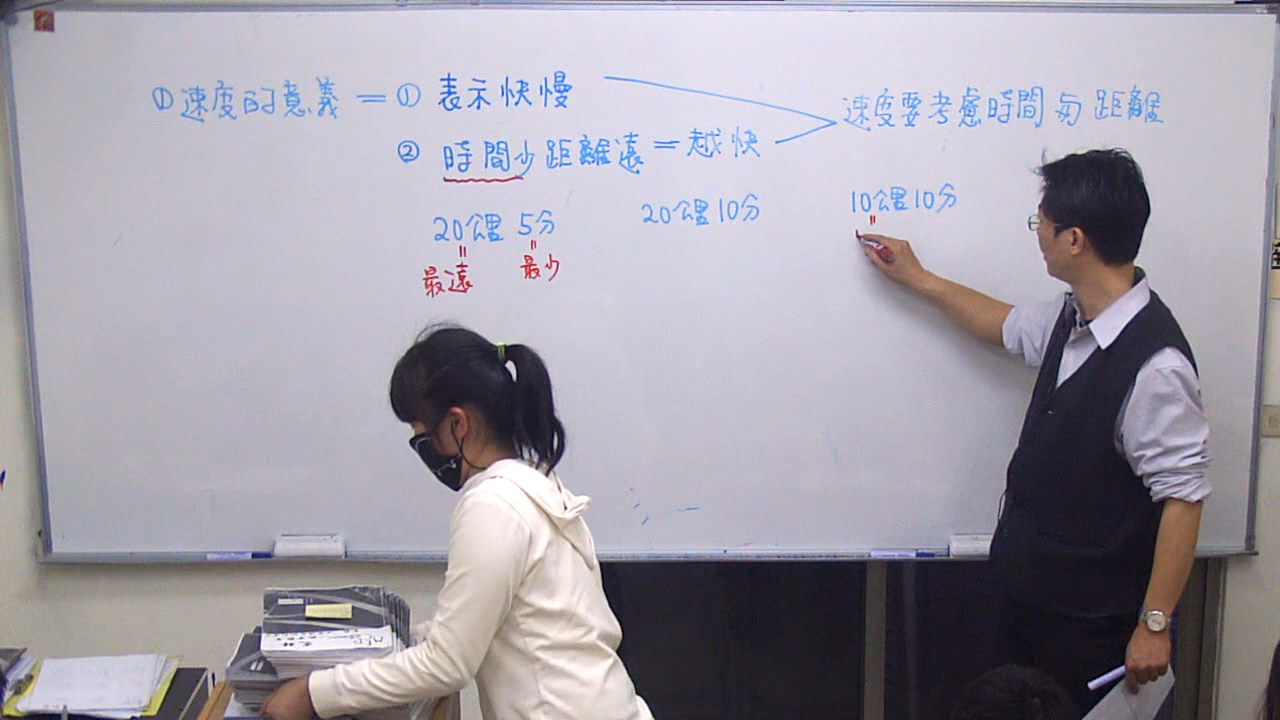 ① 速度的意義 = ① 表示快慢
② 時間少距離遠 = 越快
速度要考慮時間与距離
20公里 5分
20公里10分
10公里10分
〃 最遠
〃 最少
〃